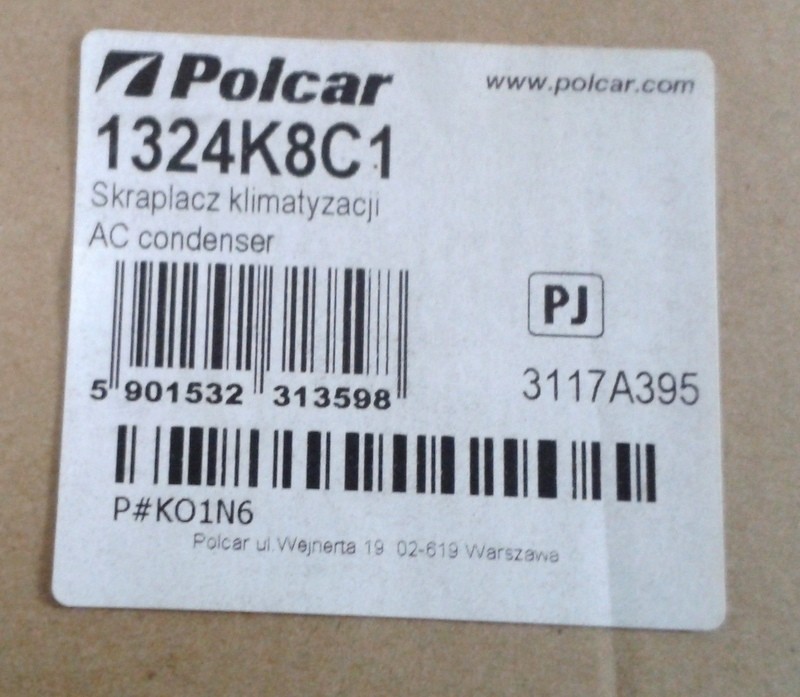 Polcar
www.polcar.com
1324K8C1
Skraplacz klimatyzacji
AC condenser
PJ
5 901532 313598
3117A395
P#KO1N6
Polcar ul.Wejnerta 19 02-619 Warszawa